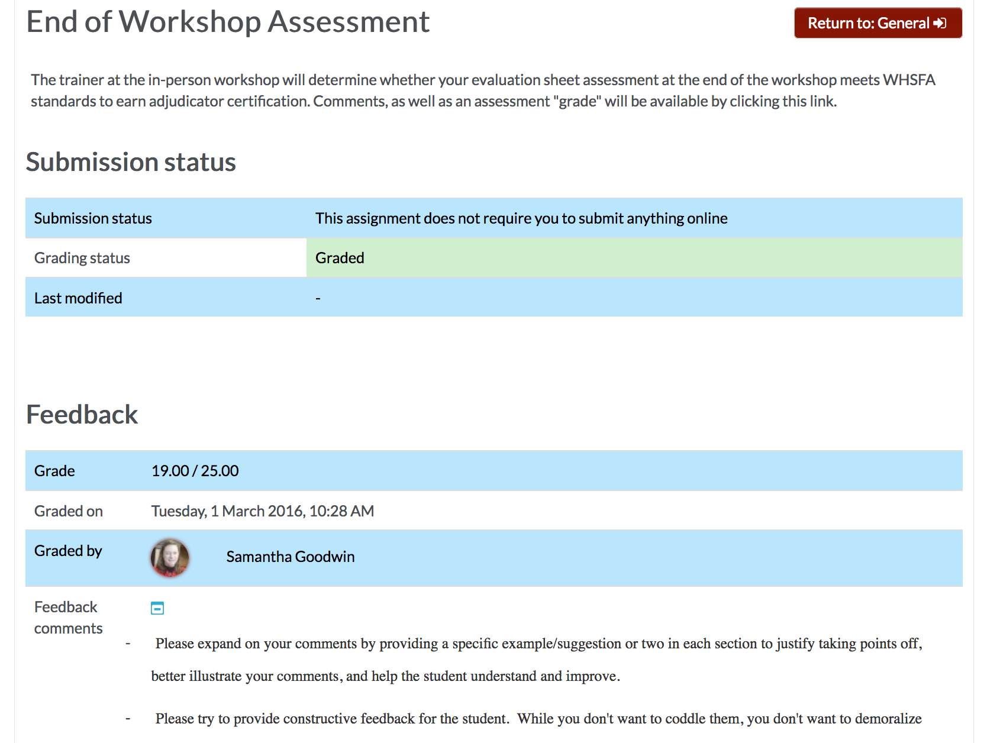 End of Workshop Assessment
Return to: General
The trainer at the in-person workshop will determine whether your evaluation sheet assessment at the end of the workshop meets WHSFA
standards to earn adjudicator certification. Comments, as well as an assessment "grade" will be available by clicking this link.
Submission status
Submission status This assignment does not require you to submit anything online
Grading status Graded
Last modified -
Feedback
Grade 19.00 / 25.00
Graded on Tuesday, 1 March 2016, 10:28 AM
Graded by Samantha Goodwin
Feedback
comments
- Please expand on your comments by providing a specific example/suggestion or two in each section to justify taking points off,
better illustrate your comments, and help the student understand and improve.
- Please try to provide constructive feedback for the student. While you don't want to coddle them, you don't want to demoralize